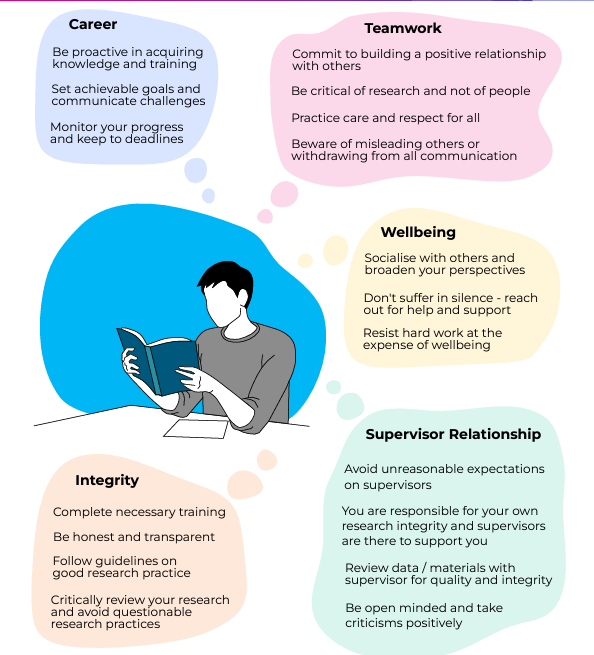 Career
Be proactive in acquiring
knowledge and training
Set achievable goals and
communicate challenges
Monitor your progress
and keep to deadlines
Teamwork
Commit to building a positive relationship
with others
Be critical of research and not of people
Practice care and respect for all
Beware of misleading others or
withdrawing from all communication
Wellbeing
Socialise with others and
broaden your perspectives
Don't suffer in silence - reach
out for help and support
Resist hard work at the
expense of wellbeing
Supervisor Relationship
Avoid unreasonable expectations
on supervisors
You are responsible for your own
research integrity and supervisors
are there to support you
Review data / materials with
supervisor for quality and integrity
Be open minded and take
criticisms positively
Integrity
Complete necessary training
Be honest and transparent
Follow guidelines on
good research practice
Critically review your research
and avoid questionable
research practices